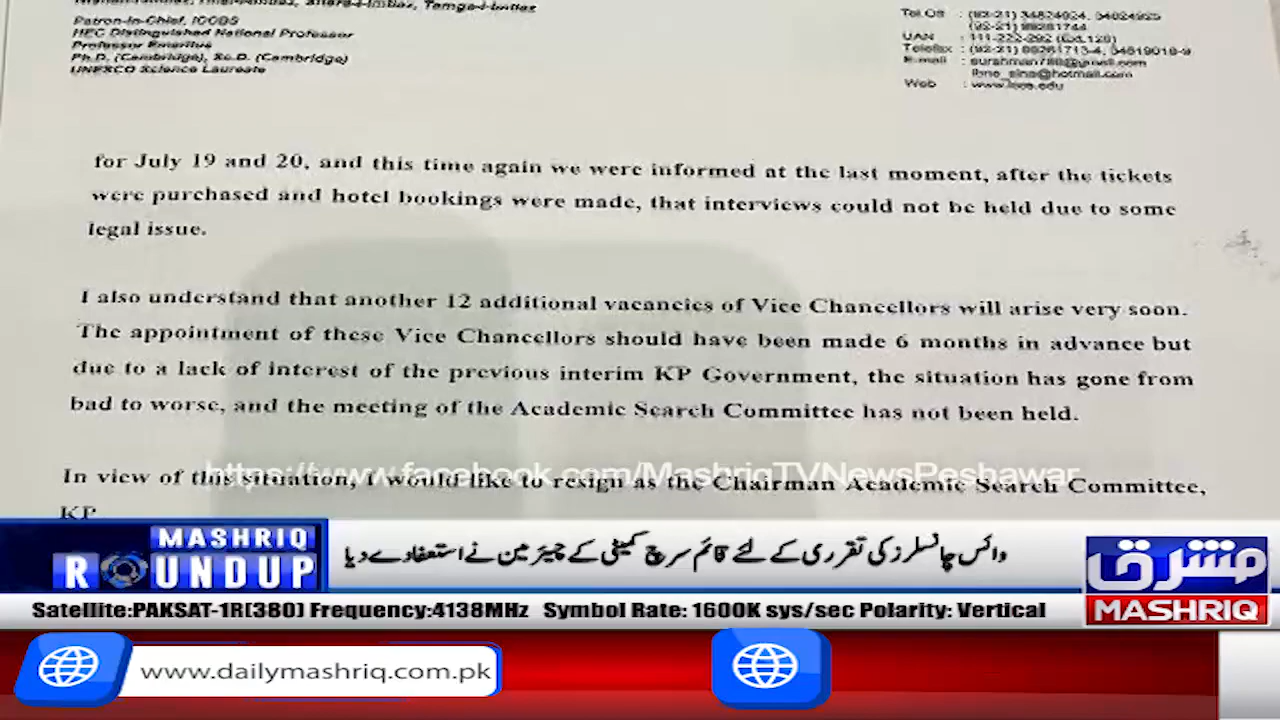 Patron-in-Chief, ICCBS
HEC Distinguished National Professor
Professor Emeritus
Ph.D. (Cambridge), Sc.D. (Cambridge)
UNESCO Science Laureate
Tel.Off :
UAN : 111-222-292
Telefax :
E-mail :
ibne_sina@hotmail.com
Web :
for July 19 and 20, and this time again we were informed at the last moment, after the tickets
were purchased and hotel bookings were made, that interviews could not be held due to some
legal issue.
I also understand that another 12 additional vacancies of Vice Chancellors will arise very soon.
The appointment of these Vice Chancellors should have been made 6 months in advance but
due to a lack of interest of the previous interim KP Government, the situation has gone from
bad to worse, and the meeting of the Academic Search Committee has not been held.
https://www.facebook.com/MashriqTVNewsPeshawar
In view of this situation, I would like to resign as the Chairman Academic Search Committee,
KP
MASHRIQ
ROUNDUP
وائس چانسلرز کی تقرری کے لئے قائم سرچ کمیٹی کے چیئرمین نے استعفا دے دیا
مشرق
MASHRIQ
Satellite:PAKSAT-1R(380) Frequency:4138MHz Symbol Rate: 1600K sys/sec Polarity: Vertical
www.dailymashriq.com.pk